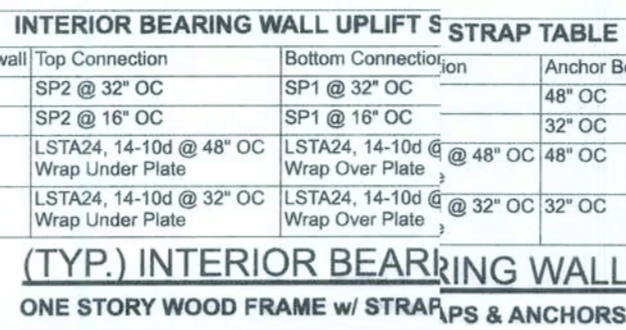 INTERIOR BEARING WALL UPLIFT S STRAP TABLE
wall Top Connection Bottom Connection ion Anchor Bo
SP2 @ 32" OC SP1 @ 32" OC 48" OC
SP2 @ 16" OC SP1 @ 16" OC 32" OC
LSTA24, 14-10d @ 48" OC LSTA24, 14-10d @ @ 48" OC 48" OC
Wrap Under Plate Wrap Over Plate
LSTA24, 14-10d @ 32" OC LSTA24, 14-10d @ @ 32" OC 32" OC
Wrap Under Plate Wrap Over Plate
(TYP.) INTERIOR BEARING WALL
ONE STORY WOOD FRAME w/ STRAPS & ANCHORS